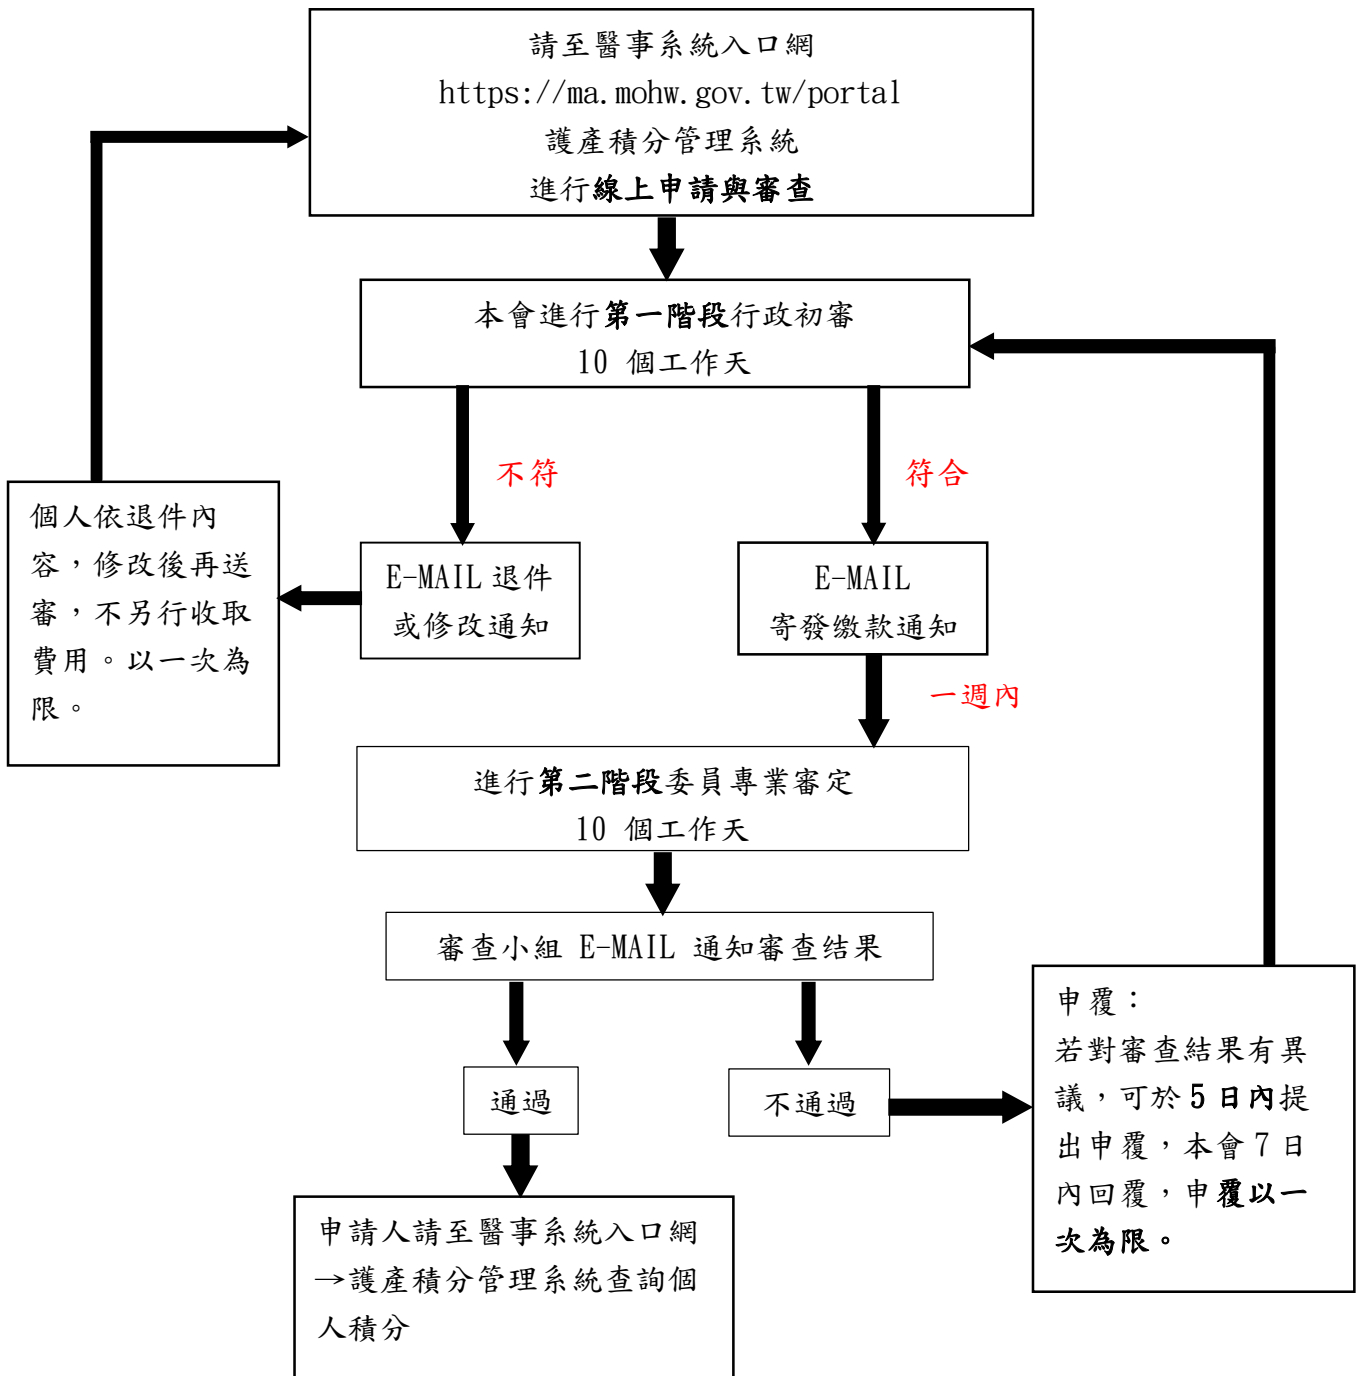 請至醫事系統入口網
https://ma.mohw.gov.tw/portal
護產積分管理系統
進行線上申請與審查
本會進行第一階段行政初審
10 個工作天
不符
符合
個人依退件內
容，修改後再送
審，不另行收取
費用。以一次為
限。
E-MAIL 退件
或修改通知
E-MAIL
寄發繳款通知
一週內
進行第二階段委員專業審定
10 個工作天
審查小組 E-MAIL 通知審查结果
通過
不通過
申覆：
若對審查結果有異
議，可於 5 日內提
出申覆，本會 7 日
內回覆，申覆以一
次為限。
申請人請至醫事系統入口網
→護產積分管理系統查詢個
人積分